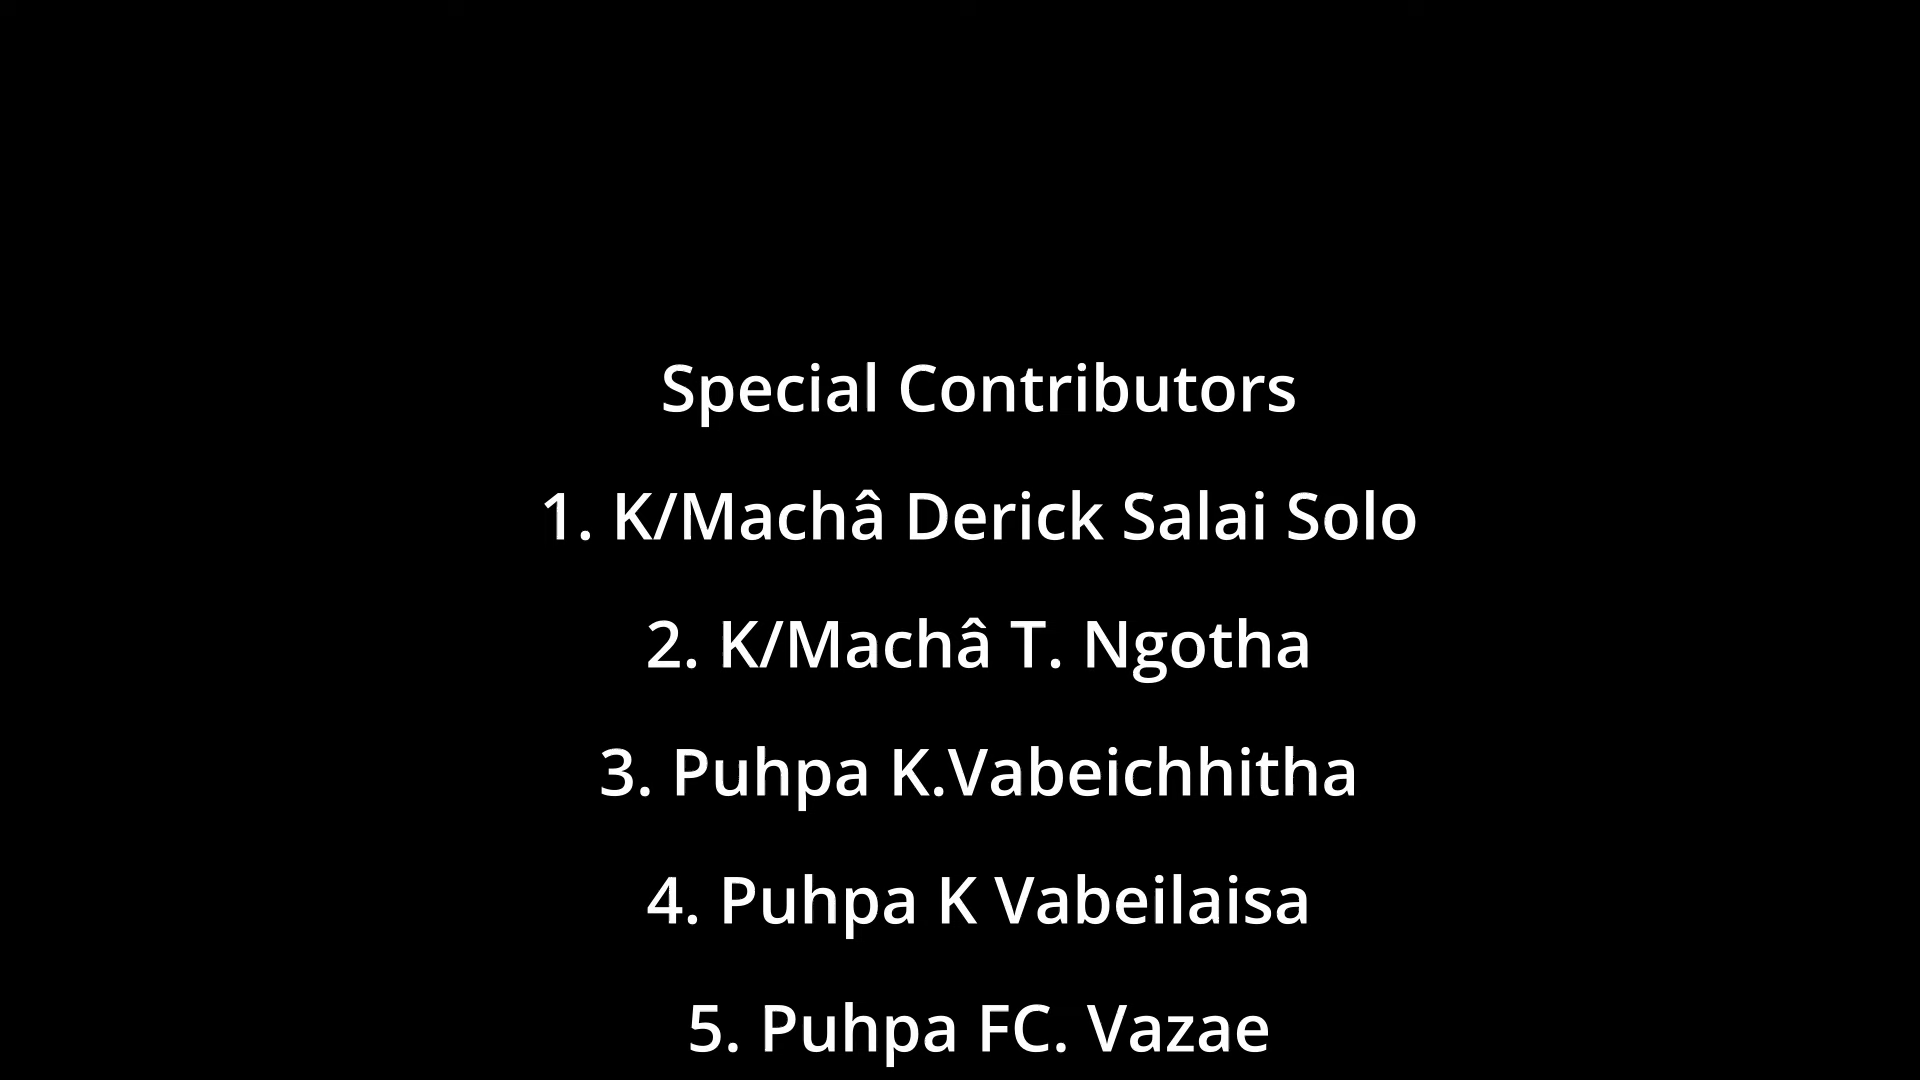 Special Contributors
1. K/Machâ Derick Salai Solo
2. K/Machâ T. Ngotha
3. Puhpa K.Vabeichhitha
4. Puhpa K Vabeilaisa
5. Puhpa FC. Vazae